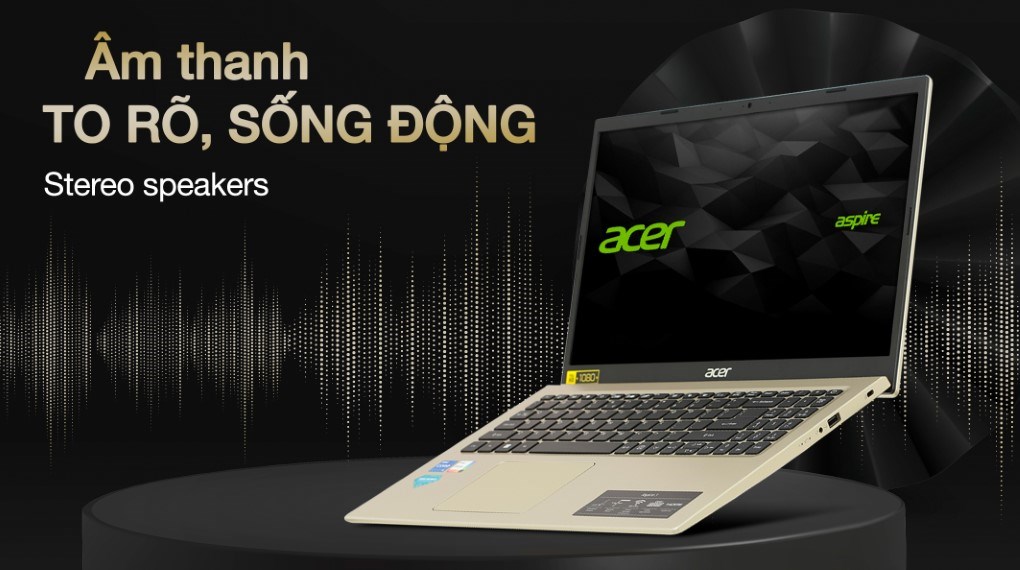 Âm thanh
TO RÕ, SỐNG ĐỘNG
Stereo speakers
acer
aspire
acer
1080